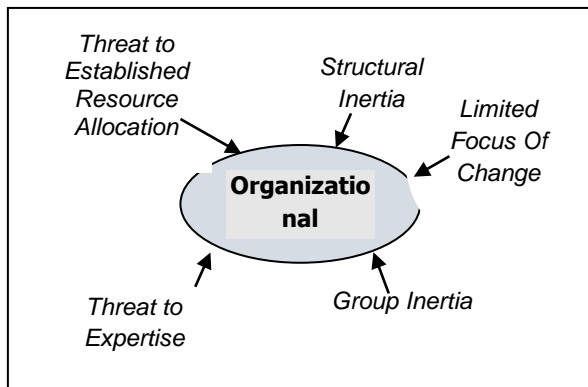 Threat to
Established
Resource
Allocation
Structural
Inertia
Limited
Focus Of
Change
Organizatio
nal
Threat to
Expertise
Group Inertia